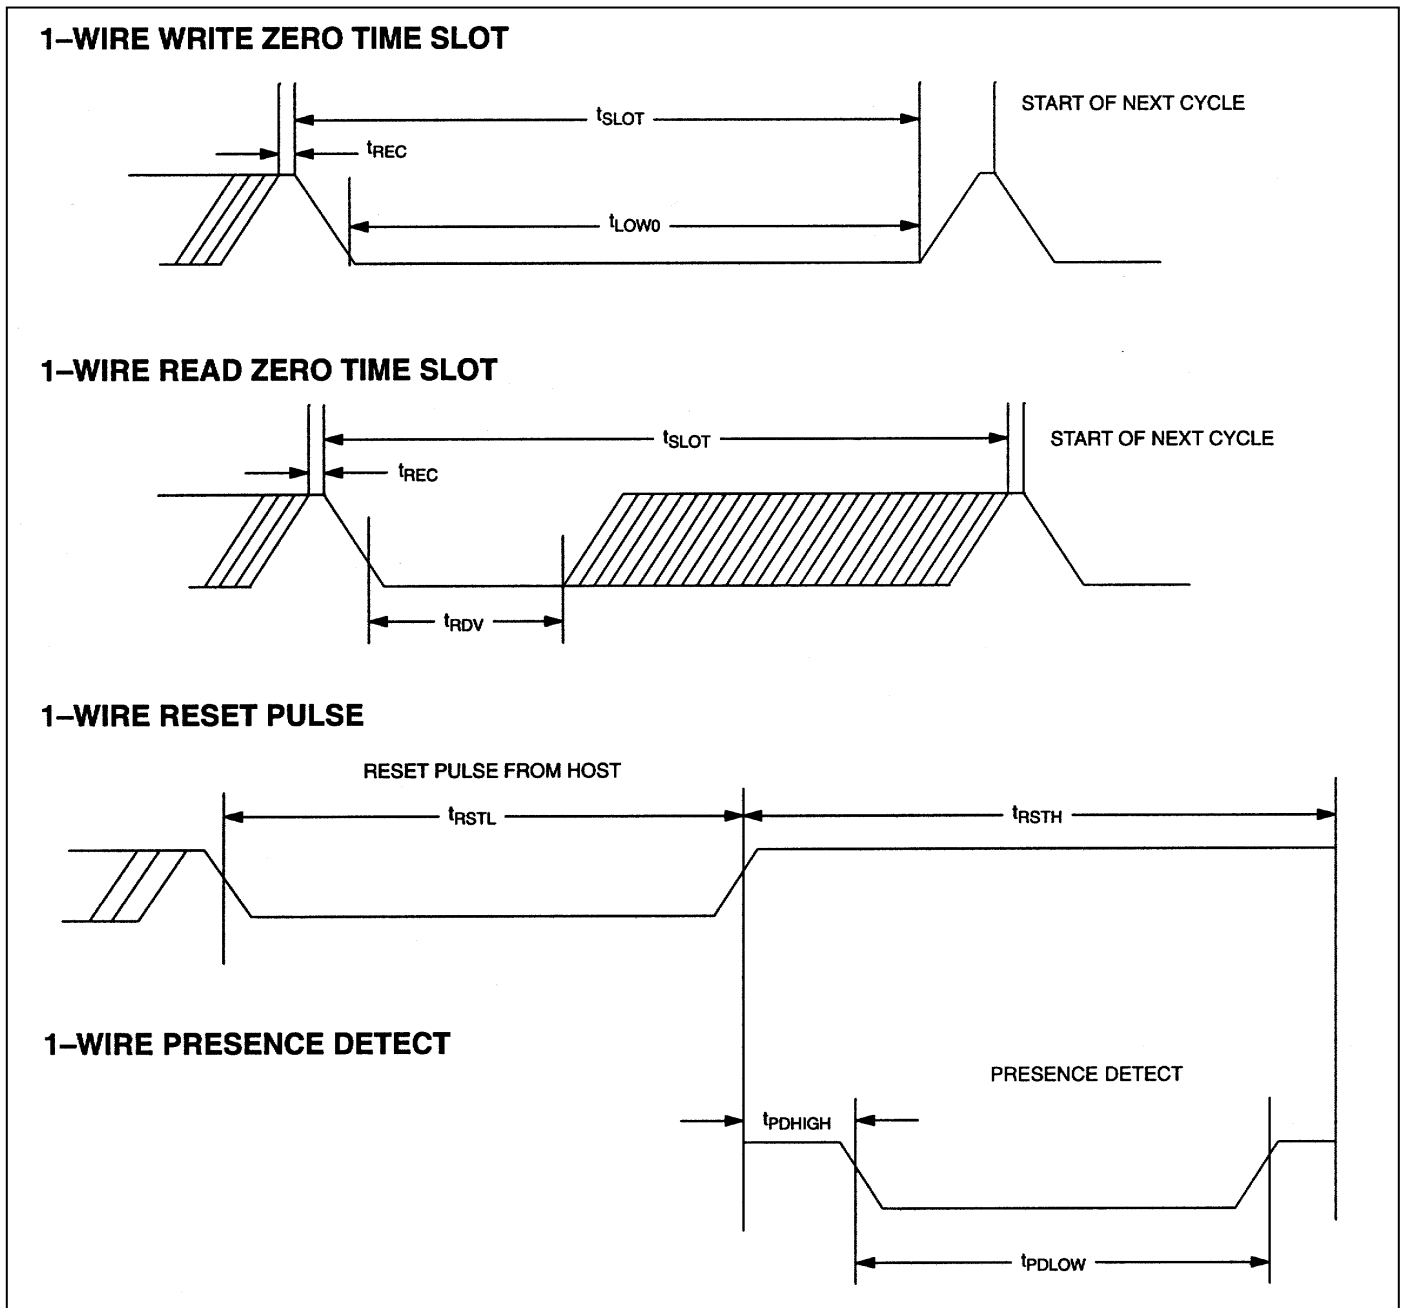 1–WIRE WRITE ZERO TIME SLOT
START OF NEXT CYCLE
tSLOT
tREC
tLOW0
1–WIRE READ ZERO TIME SLOT
tSLOT
START OF NEXT CYCLE
tREC
tRDV
1–WIRE RESET PULSE
RESET PULSE FROM HOST
tRSTL
tRSTH
1–WIRE PRESENCE DETECT
PRESENCE DETECT
tPDHIGH
tPDLOW